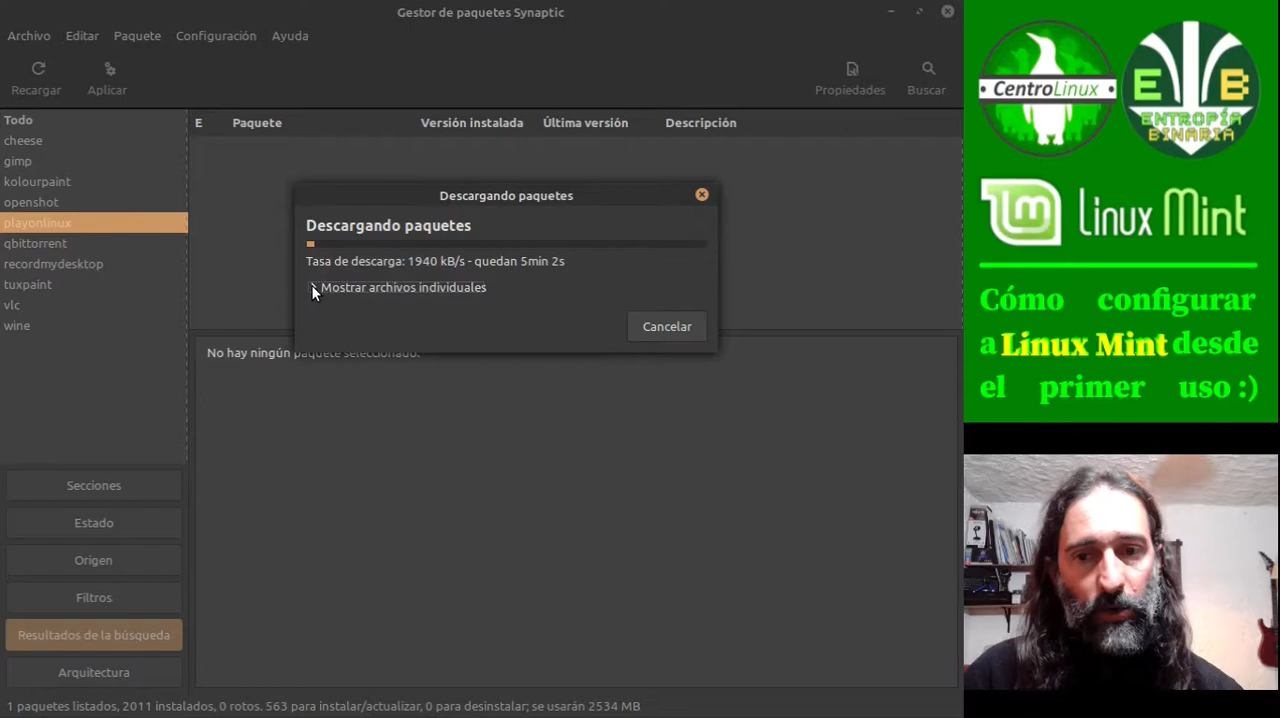 Gestor de paquetes Synaptic
Archivo Editar Paquete Configuración Ayuda
Recargar Aplicar Propiedades Buscar
Todo
cheese
gimp
kolourpaint
openshot
playonlinux
qbittorrent
recordmydesktop
tuxpaint
vlc
wine
E Paquete Versión instalada Última versión Descripción
Descargando paquetes
Descargando paquetes
Tasa de descarga: 1940 kB/s - quedan 5min 2s
Mostrar archivos individuales
Cancelar
No hay ningún paquete seleccionado.
Secciones
Estado
Origen
Filtros
Resultados de la búsqueda
Arquitectura
1 paquetes listados, 2011 instalados, 0 rotos. 563 para instalar/actualizar, 0 para desinstalar; se usarán 2534 MB
CentroLinux
E B
ENTROPÍA
BINARIA
Linux Mint
Cómo configurar
a Linux Mint desde
el primer uso :)